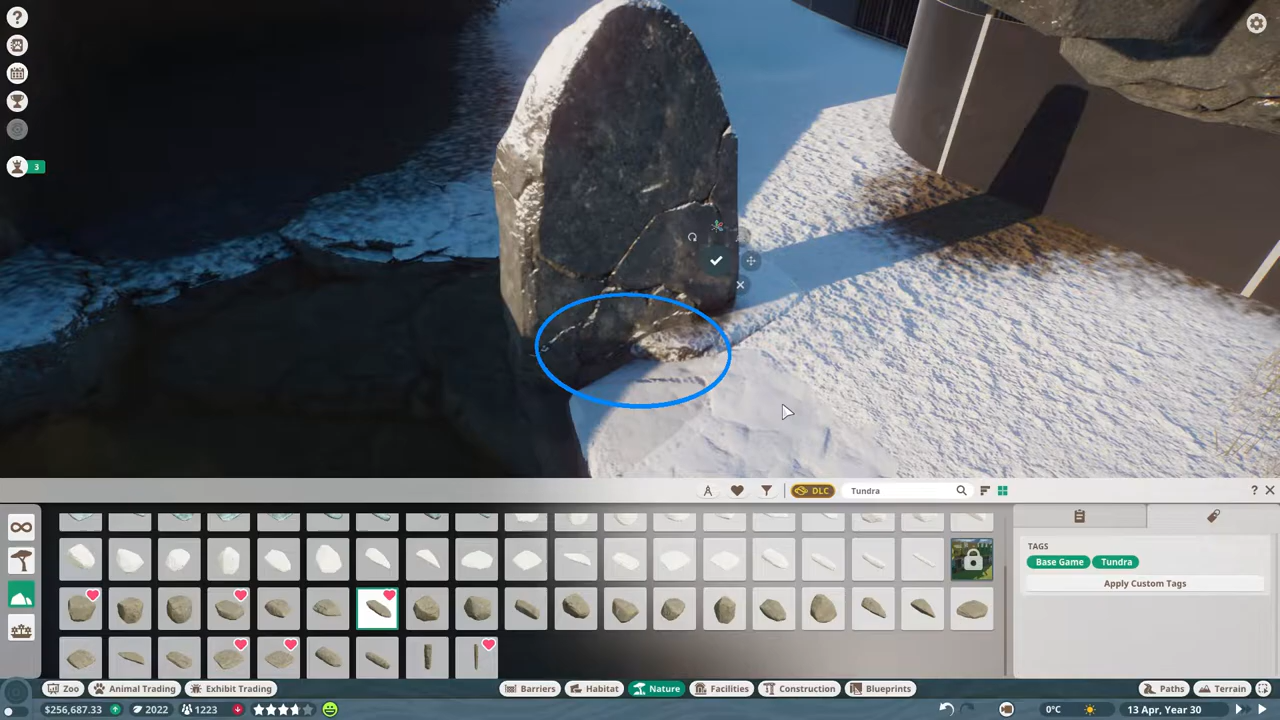 ?
3
DLC
Tundra
?
TAGS
Base Game
Tundra
Apply Custom Tags
Zoo
Animal Trading
Exhibit Trading
Barriers
Habitat
Nature
Facilities
Construction
Blueprints
Paths
Terrain
$256,687.33
2022
1223
0°C
13 Apr, Year 30